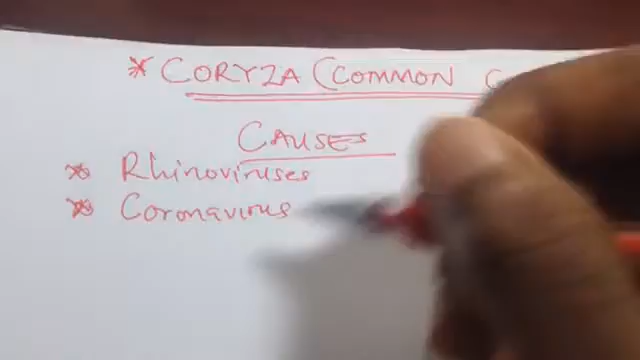 * CORYZA (COMMON C
CAUSES
* Rhinoviruses
* Coronavirus